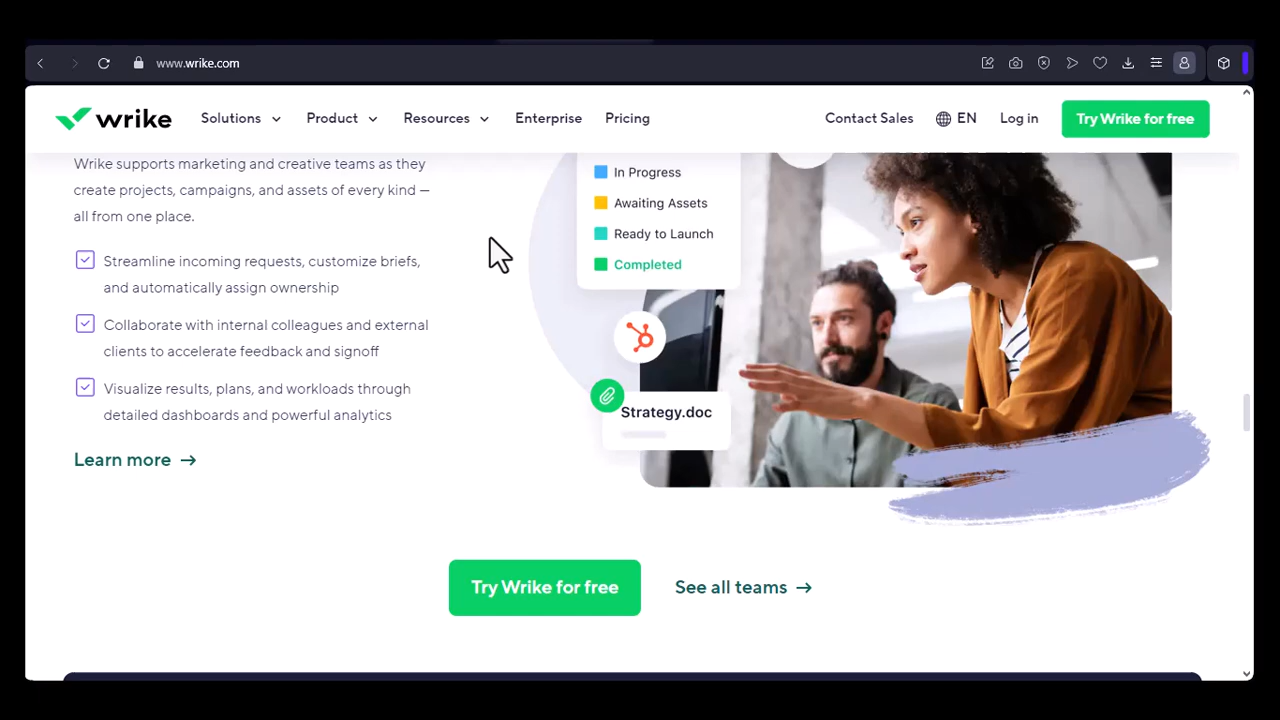 www.wrike.com
wrike
Solutions
Product
Resources
Enterprise
Pricing
Contact Sales
EN
Log in
Try Wrike for free
Wrike supports marketing and creative teams as they
create projects, campaigns, and assets of every kind —
all from one place.
Streamline incoming requests, customize briefs,
and automatically assign ownership
Collaborate with internal colleagues and external
clients to accelerate feedback and signoff
Visualize results, plans, and workloads through
detailed dashboards and powerful analytics
Learn more →
In Progress
Awaiting Assets
Ready to Launch
Completed
Strategy.doc
Try Wrike for free
See all teams →